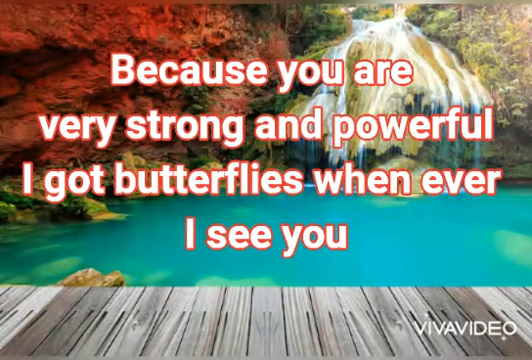 Because you are
very strong and powerful
I got butterflies when ever
I see you
VIVAVIDEO